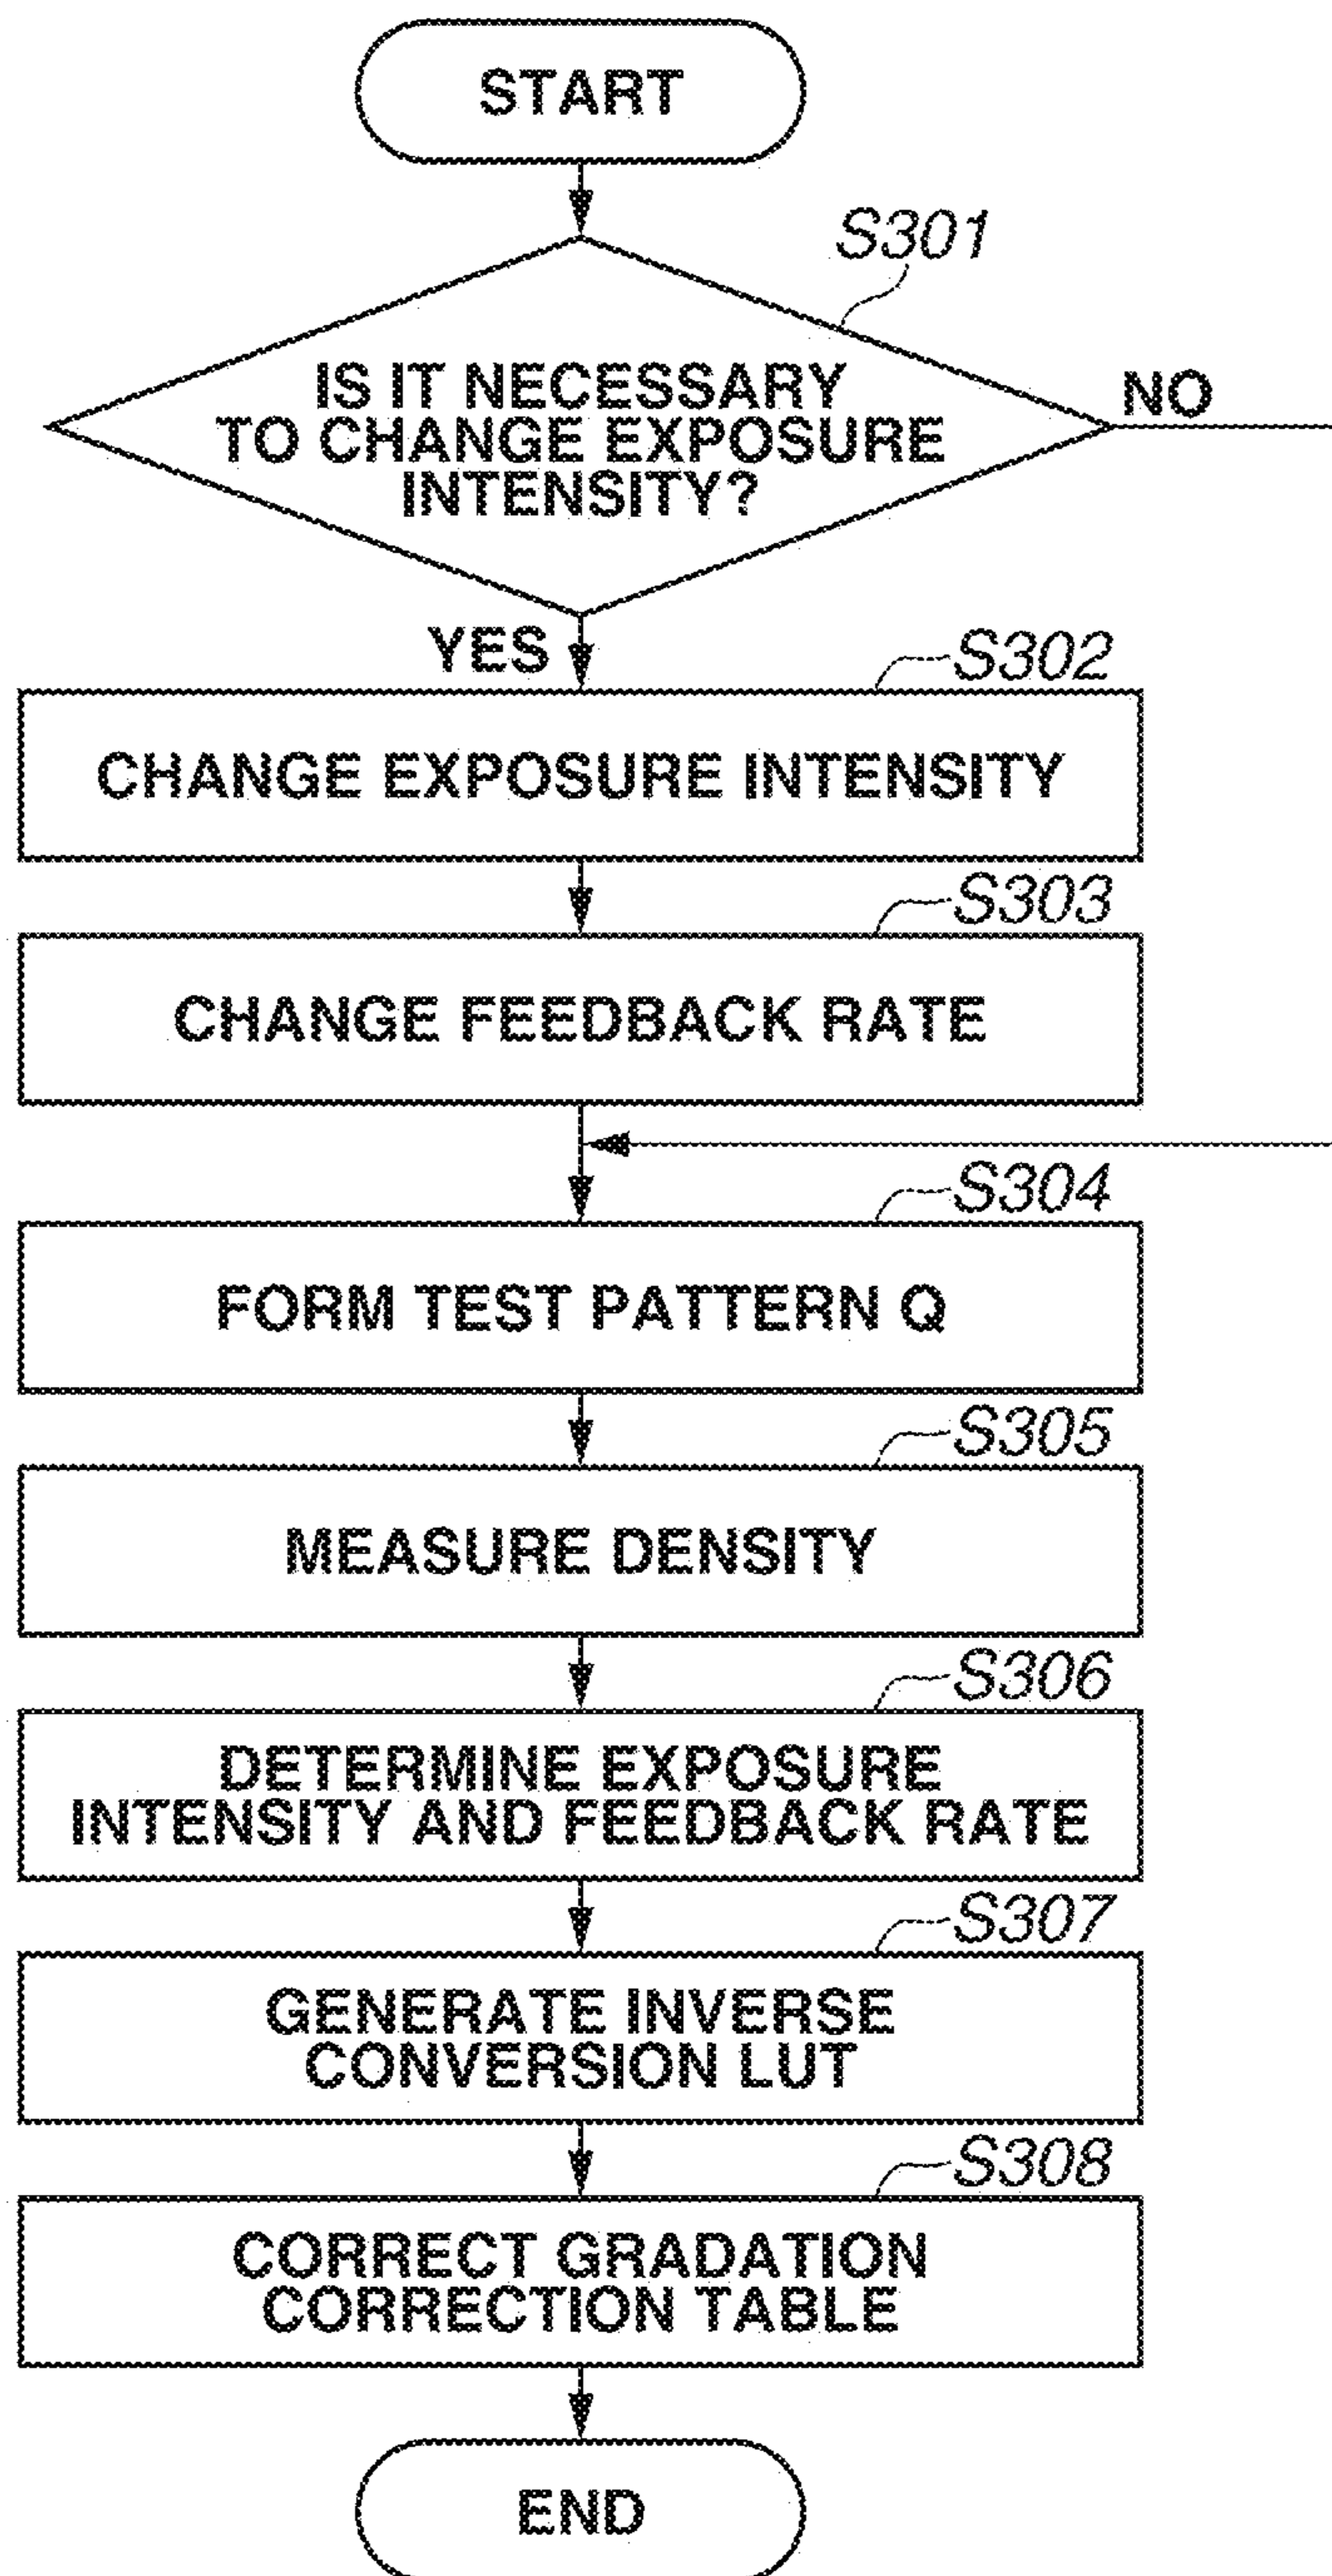 START
S301
IS IT NECESSARY
TO CHANGE EXPOSURE
INTENSITY?
NO
YES
S302
CHANGE EXPOSURE INTENSITY
S303
CHANGE FEEDBACK RATE
S304
FORM TEST PATTERN Q
S305
MEASURE DENSITY
S306
DETERMINE EXPOSURE
INTENSITY AND FEEDBACK RATE
S307
GENERATE INVERSE
CONVERSION LUT
S308
CORRECT GRADATION
CORRECTION TABLE
END